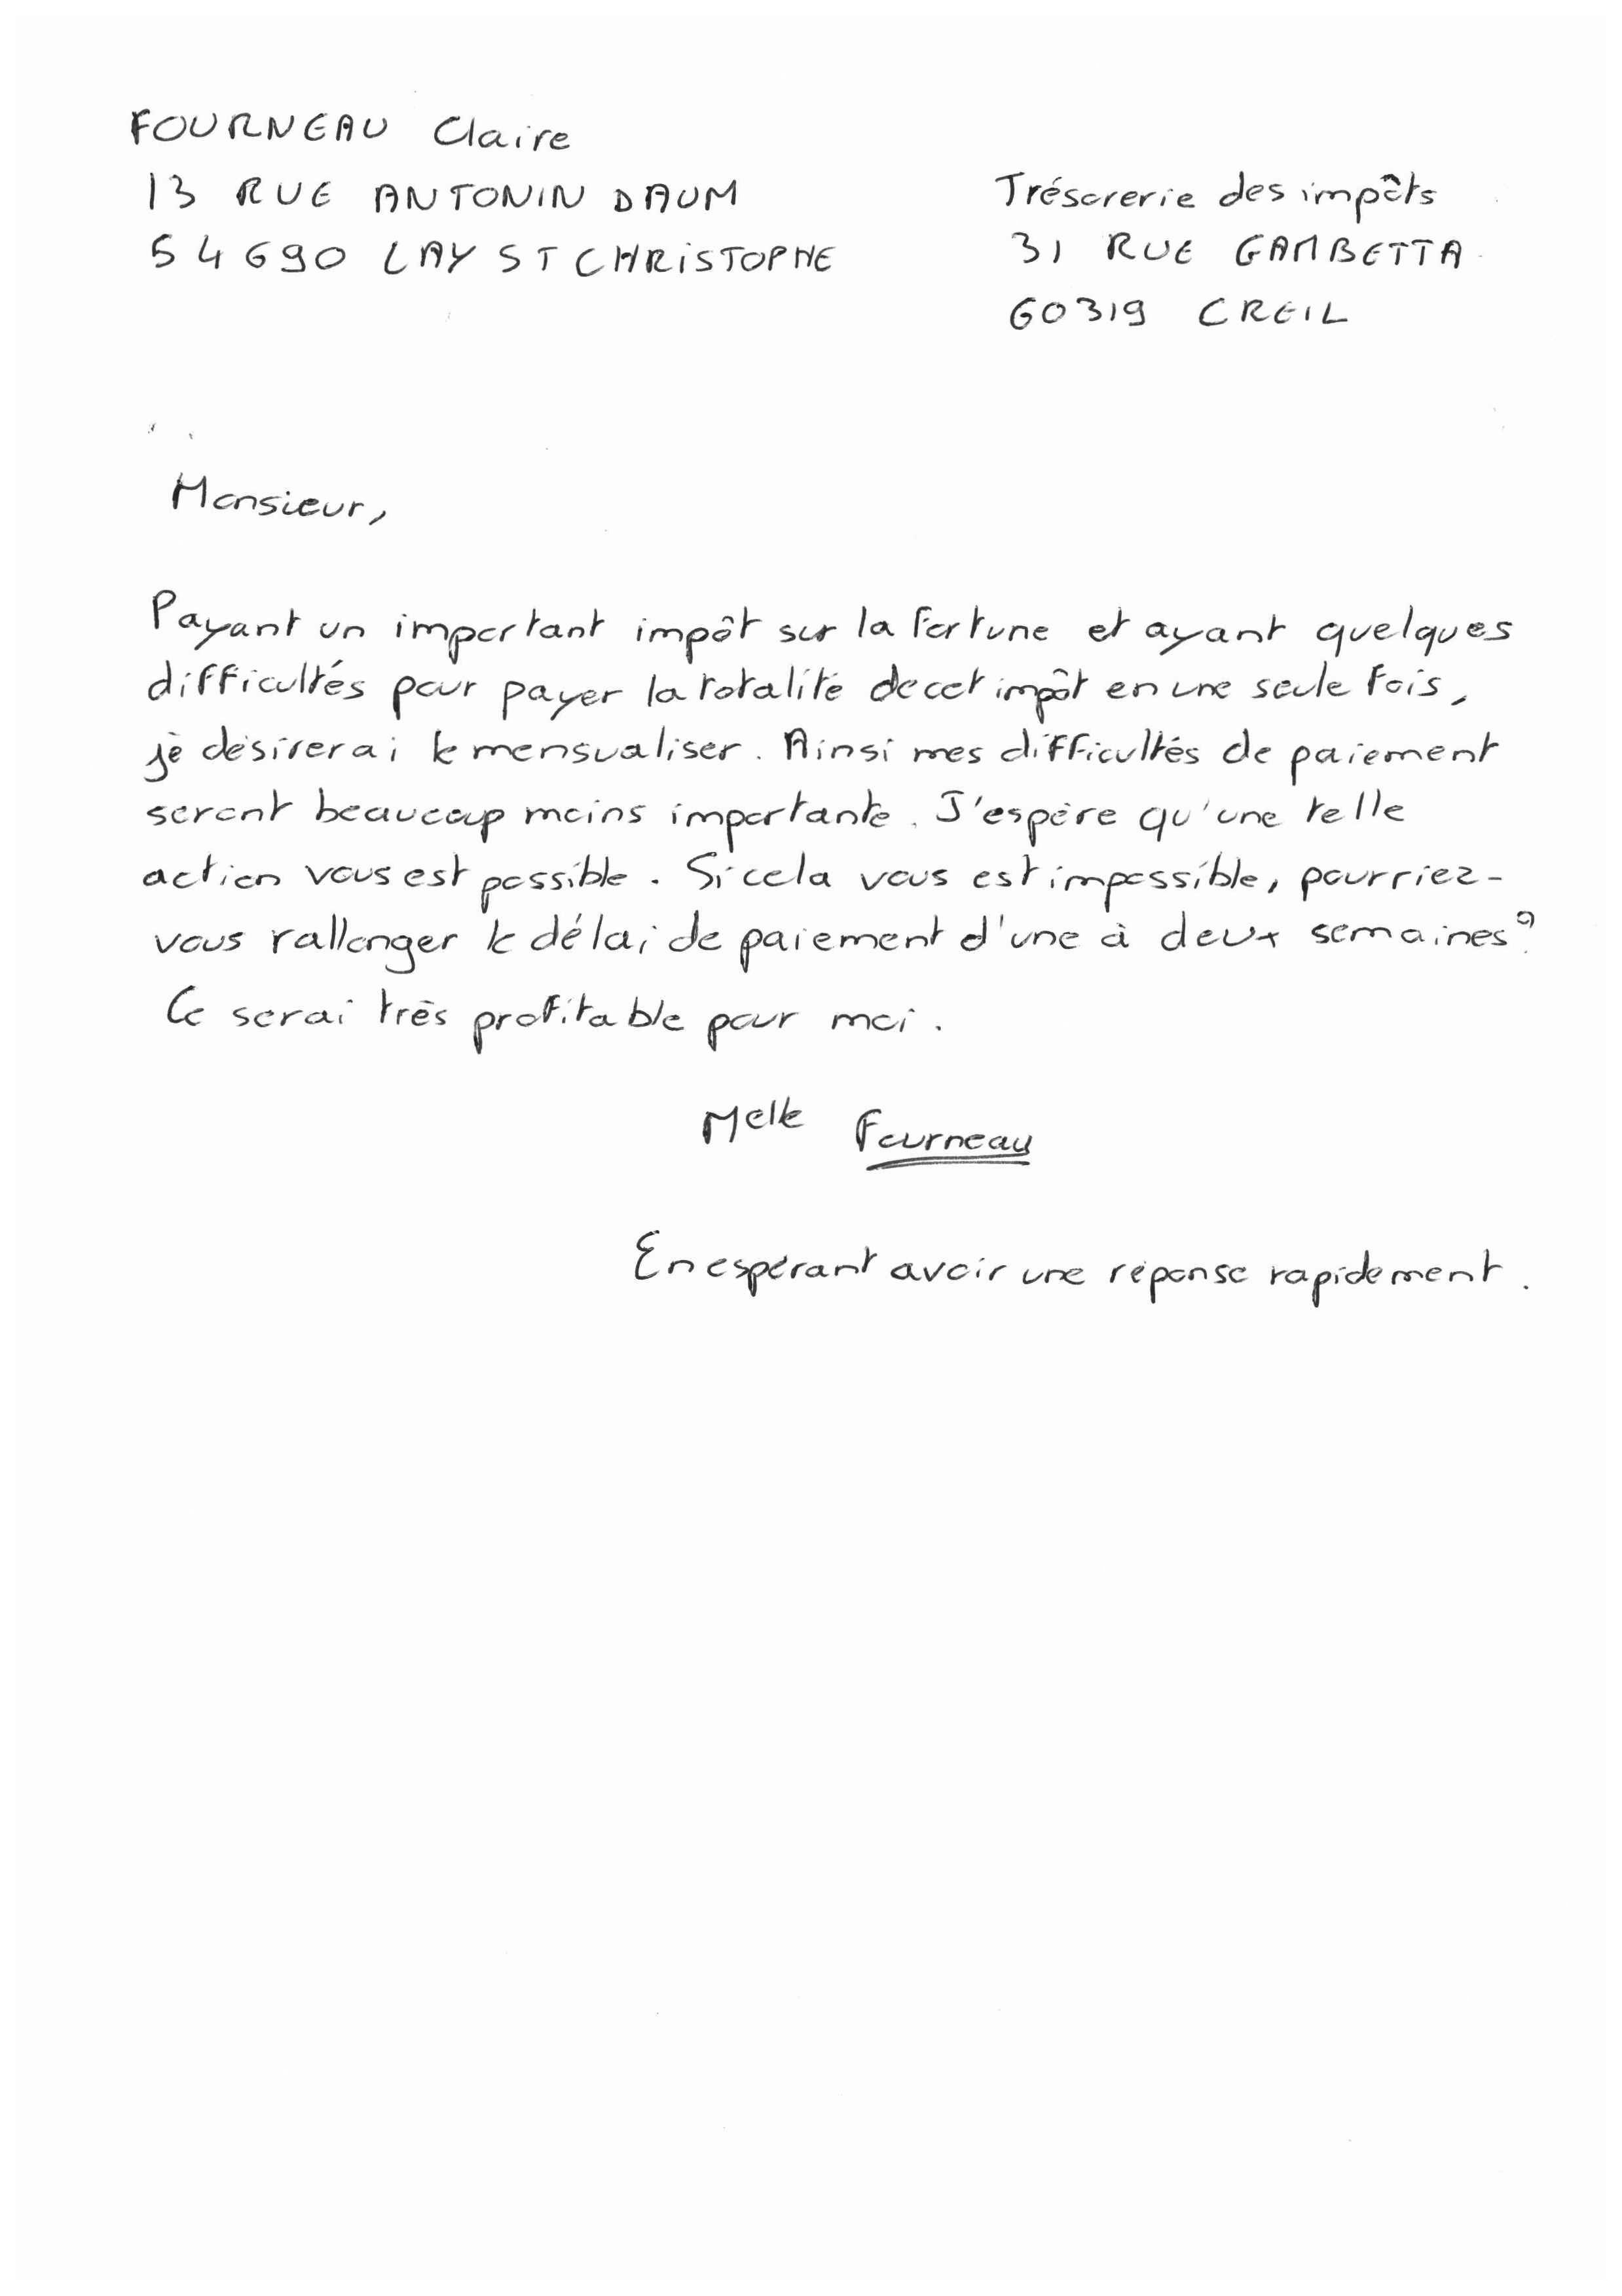 FOURNEAU Claire
13 RUE ANTONIN DAUM
54690 LAY ST CHRISTOPHE
Trésorerie des impôts
31 RUE GAMBETTA
60319 CREIL
Monsieur,
Payant un important impôt sur la fortune et ayant quelques
difficultés pour payer la totalité de cet impôt en une seule fois,
je désirerai le mensualiser. Ainsi mes difficultés de paiement
seront beaucoup moins importante. J'espère qu'une telle
action vous est possible. Si cela vous est impossible, pourriez-
vous rallonger le délai de paiement d'une à deux semaines?
Ce serai très profitable pour moi.
Melle Fourneau
En espérant avoir une réponse rapidement.